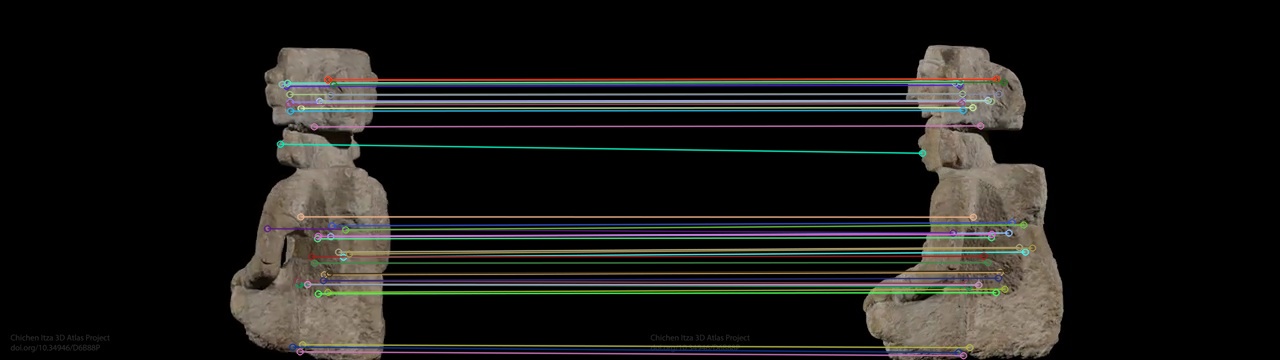 Chichen Itza 3D Atlas Project
doi.org/10.34946/D6888P
Chichen Itza 3D Atlas Project